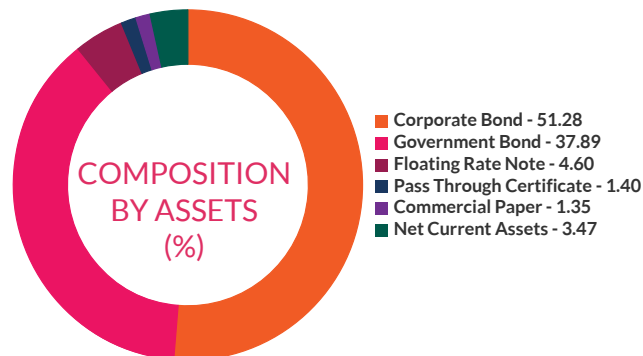 COMPOSITION
BY ASSETS
(%)
Corporate Bond - 51.28
Government Bond - 37.89
Floating Rate Note - 4.60
Pass Through Certificate - 1.40
Commercial Paper - 1.35
Net Current Assets - 3.47